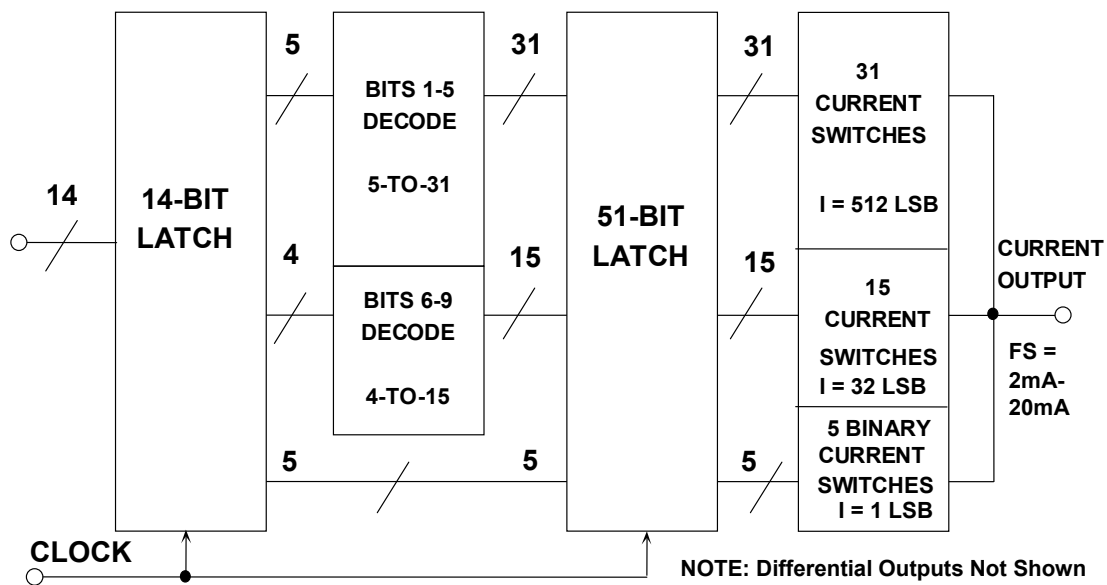 5
31
31
14
14-BIT
LATCH
BITS 1-5
DECODE
5-TO-31
51-BIT
LATCH
31
CURRENT
SWITCHES
I = 512 LSB
4
15
15
BITS 6-9
DECODE
4-TO-15
15
CURRENT
SWITCHES
I = 32 LSB
CURRENT
OUTPUT
FS =
2mA-
20mA
5
5
5
5 BINARY
CURRENT
SWITCHES
I = 1 LSB
CLOCK
NOTE: Differential Outputs Not Shown